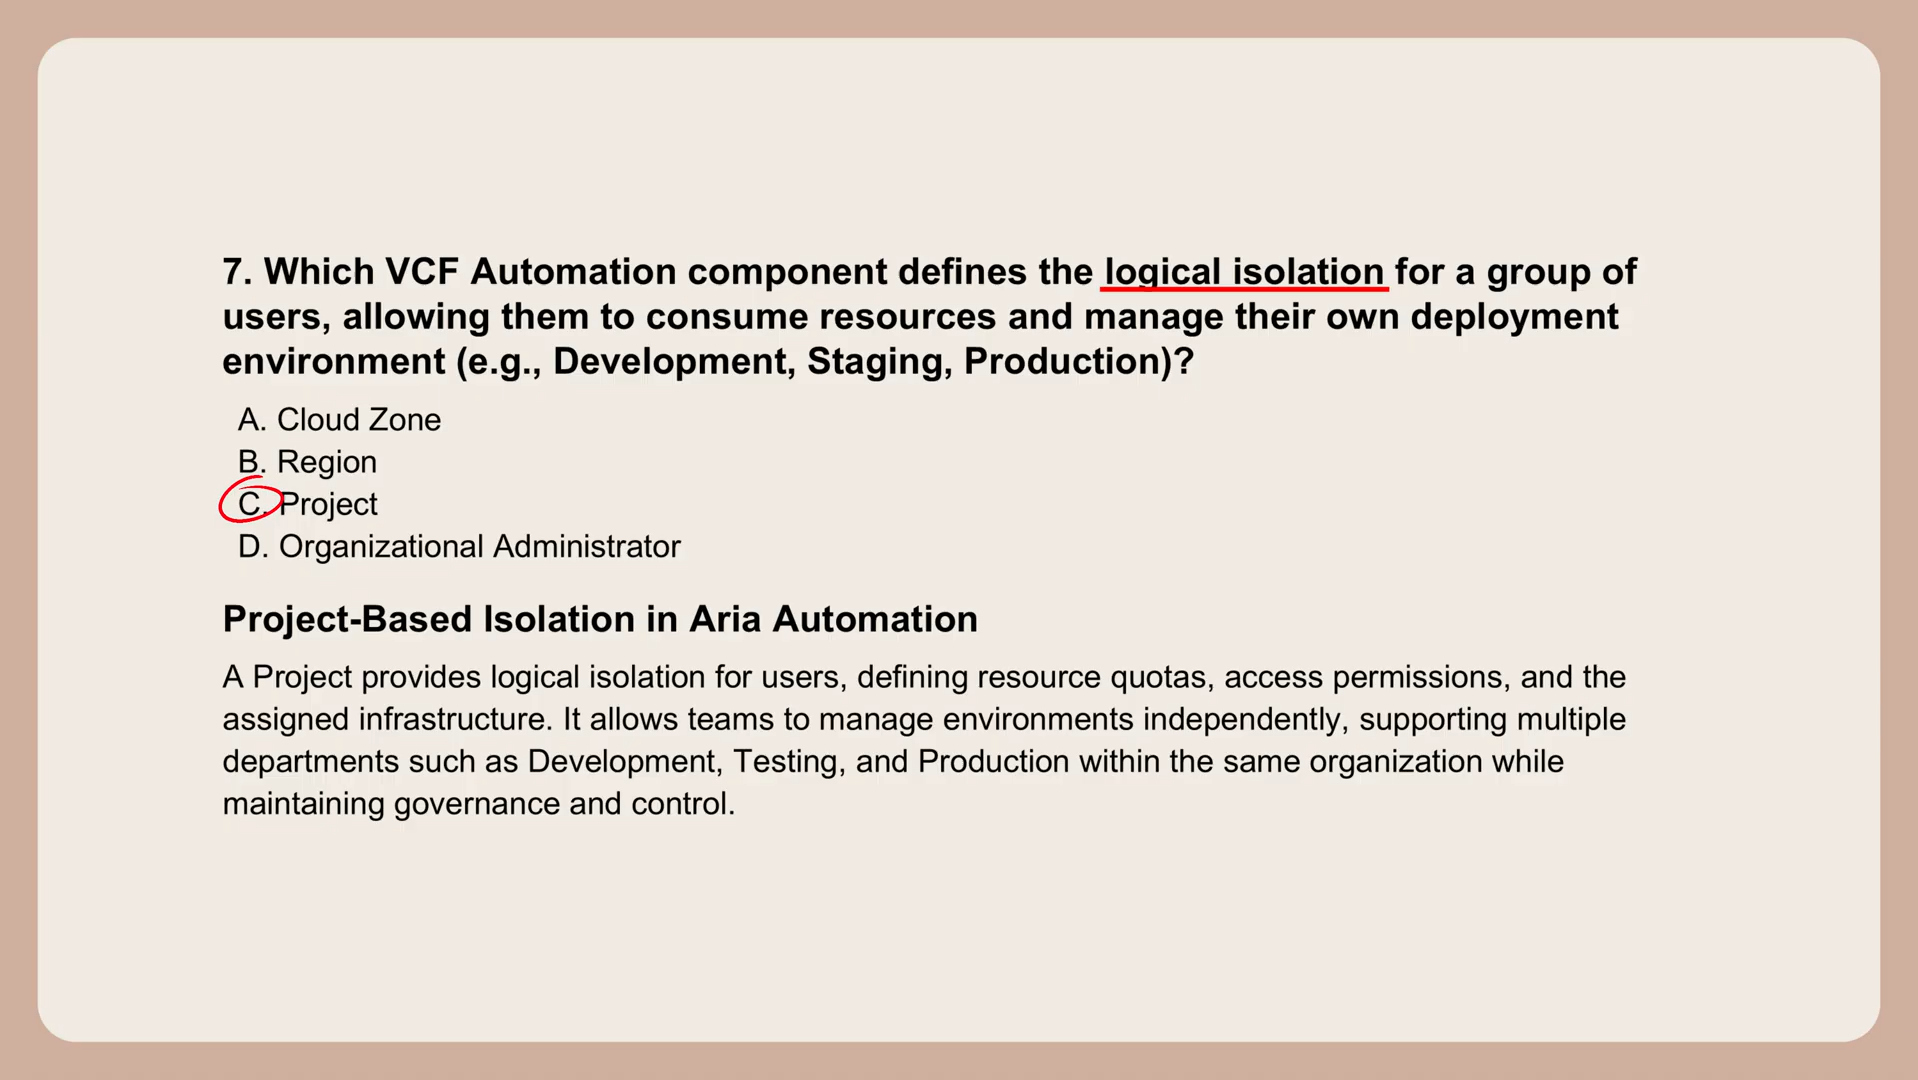 7. Which VCF Automation component defines the logical isolation for a group of
users, allowing them to consume resources and manage their own deployment
environment (e.g., Development, Staging, Production)?
A. Cloud Zone
B. Region
C. Project
D. Organizational Administrator
Project-Based Isolation in Aria Automation
A Project provides logical isolation for users, defining resource quotas, access permissions, and the
assigned infrastructure. It allows teams to manage environments independently, supporting multiple
departments such as Development, Testing, and Production within the same organization while
maintaining governance and control.